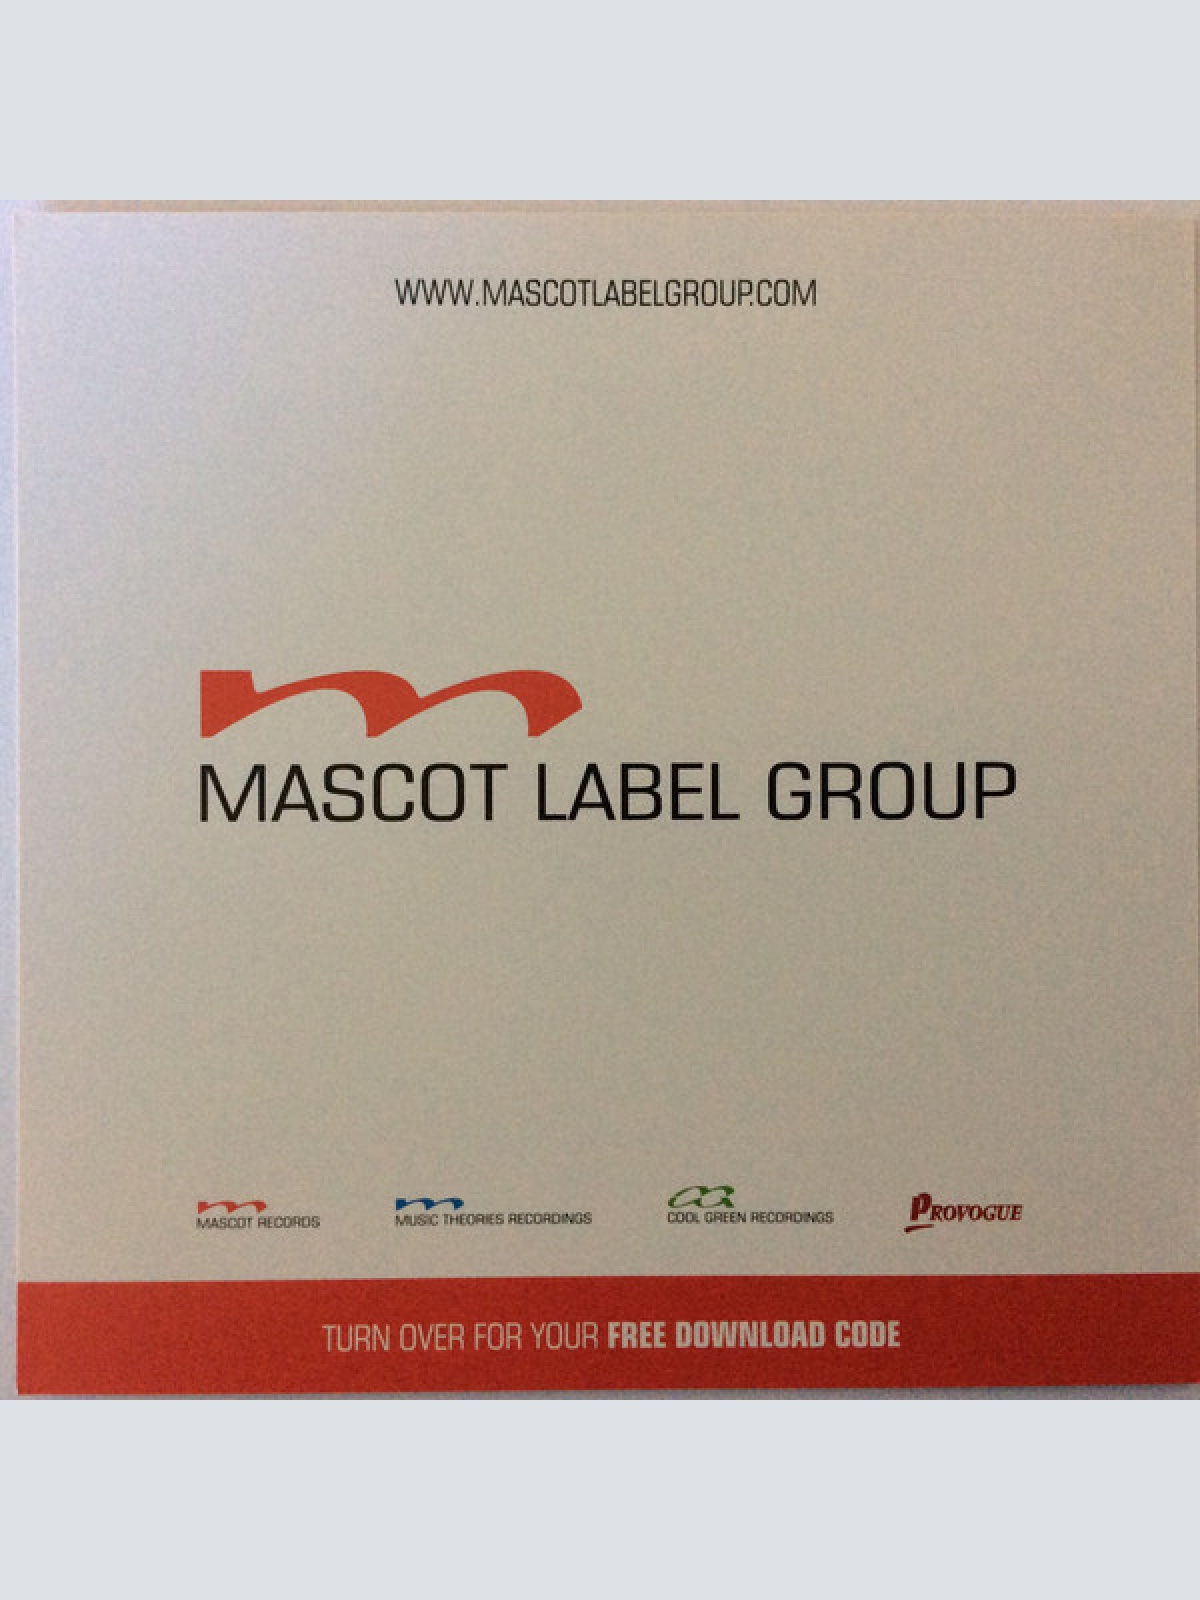 WWW.MASCOTLABELGROUP.COM
MASCOT LABEL GROUP
MASCOT RECORDS
MUSIC THEORIES RECORDINGS
COOL GREEN RECORDINGS
PROVOGUE
TURN OVER FOR YOUR FREE DOWNLOAD CODE